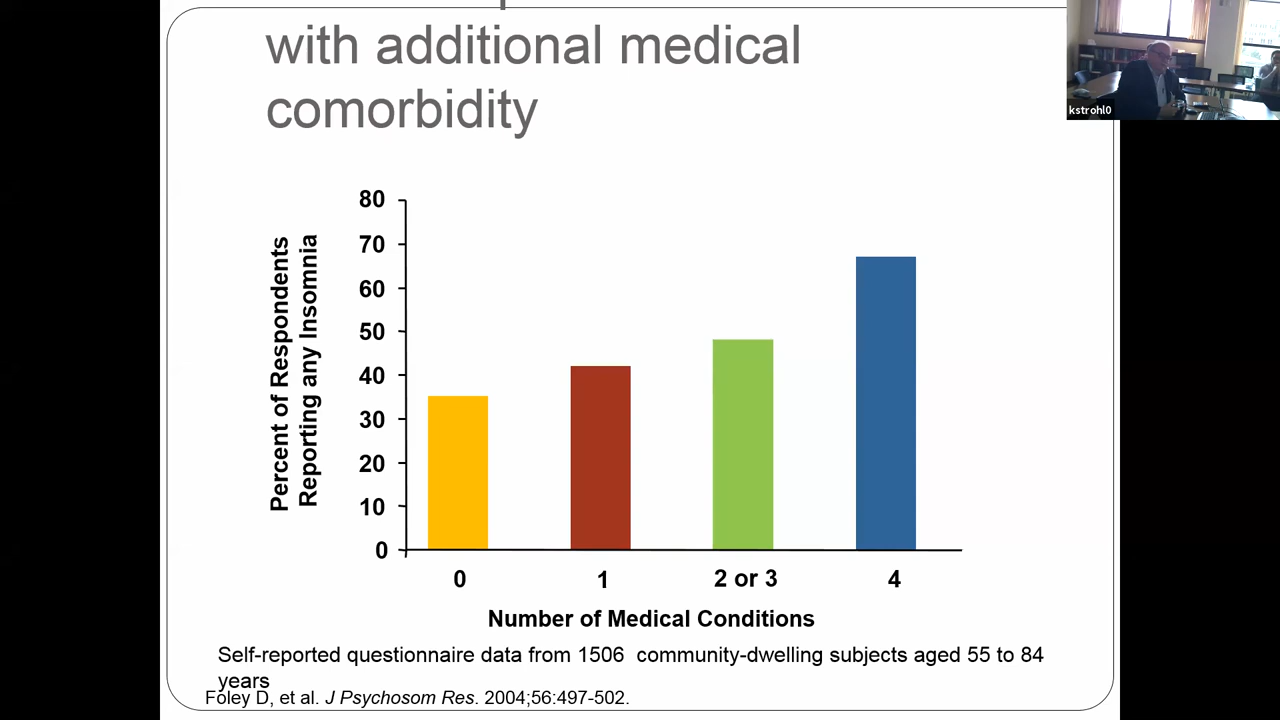 with additional medical
comorbidity
kstrohl0
80
70
60
50
40
30
20
10
0
Percent of Respondents
Reporting any Insomnia
0 1 2 or 3 4
Number of Medical Conditions
Self-reported questionnaire data from 1506 community-dwelling subjects aged 55 to 84
years
Foley D, et al. J Psychosom Res. 2004;56:497-502.